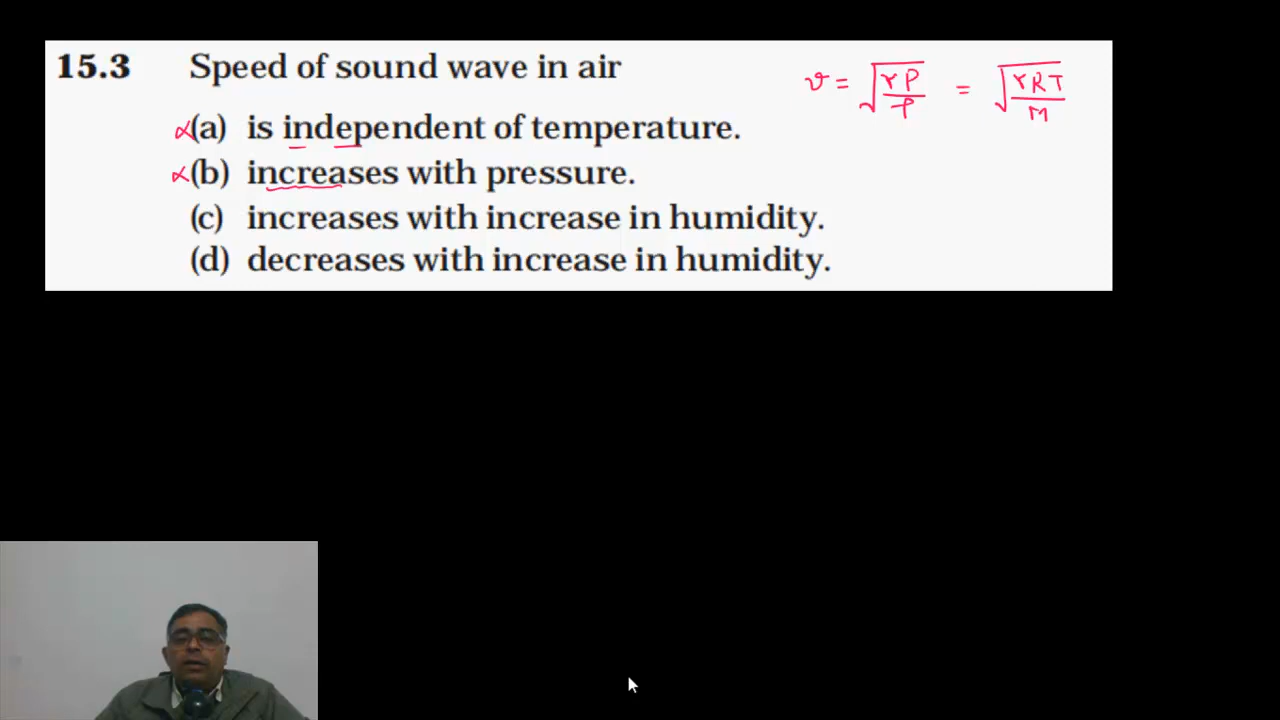 15.3 Speed of sound wave in air
(a) is independent of temperature.
(b) increases with pressure.
(c) increases with increase in humidity.
(d) decreases with increase in humidity.
v = √(γP/ρ) = √(γRT/M)